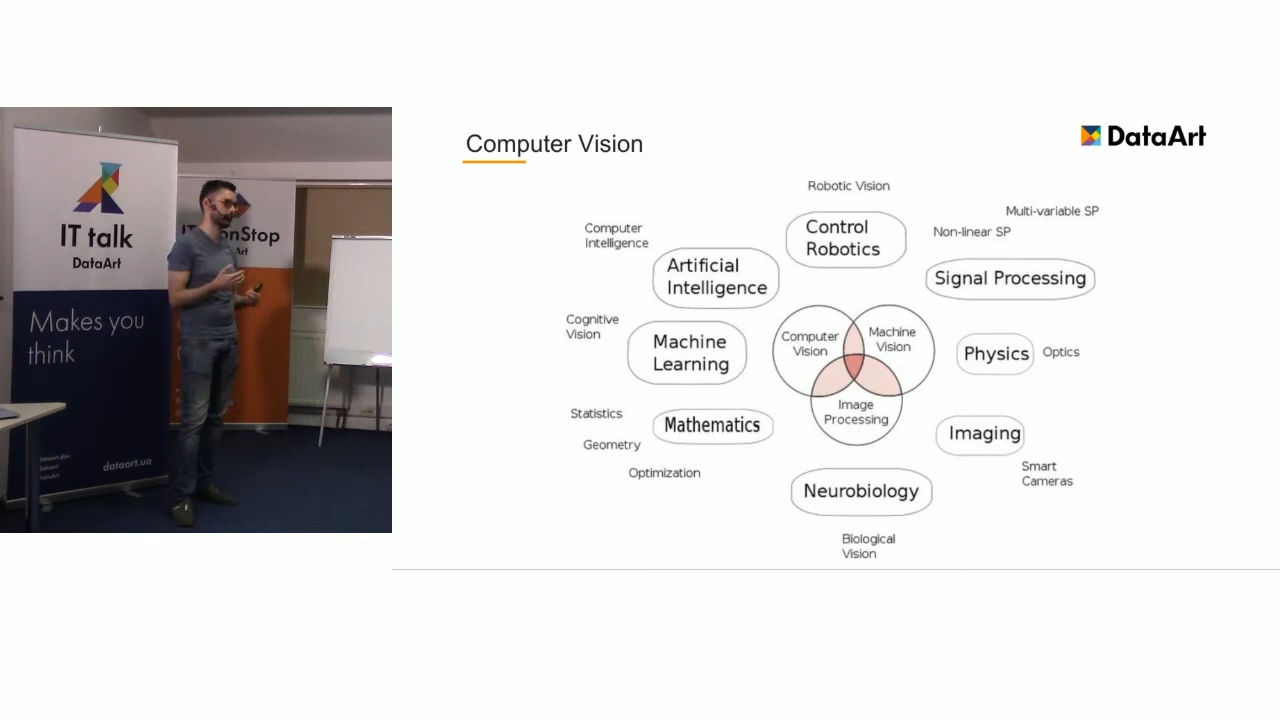 IT talk
DataArt
Makes you
think
dataart.ua
Computer Vision
DataArt
Robotic Vision
Control
Robotics
Multi-variable SP
Non-linear SP
Signal Processing
Computer
Intelligence
Artificial
Intelligence
Cognitive
Vision
Machine
Learning
Computer
Vision
Machine
Vision
Image
Processing
Physics
Optics
Statistics
Mathematics
Geometry
Optimization
Imaging
Smart
Cameras
Neurobiology
Biological
Vision